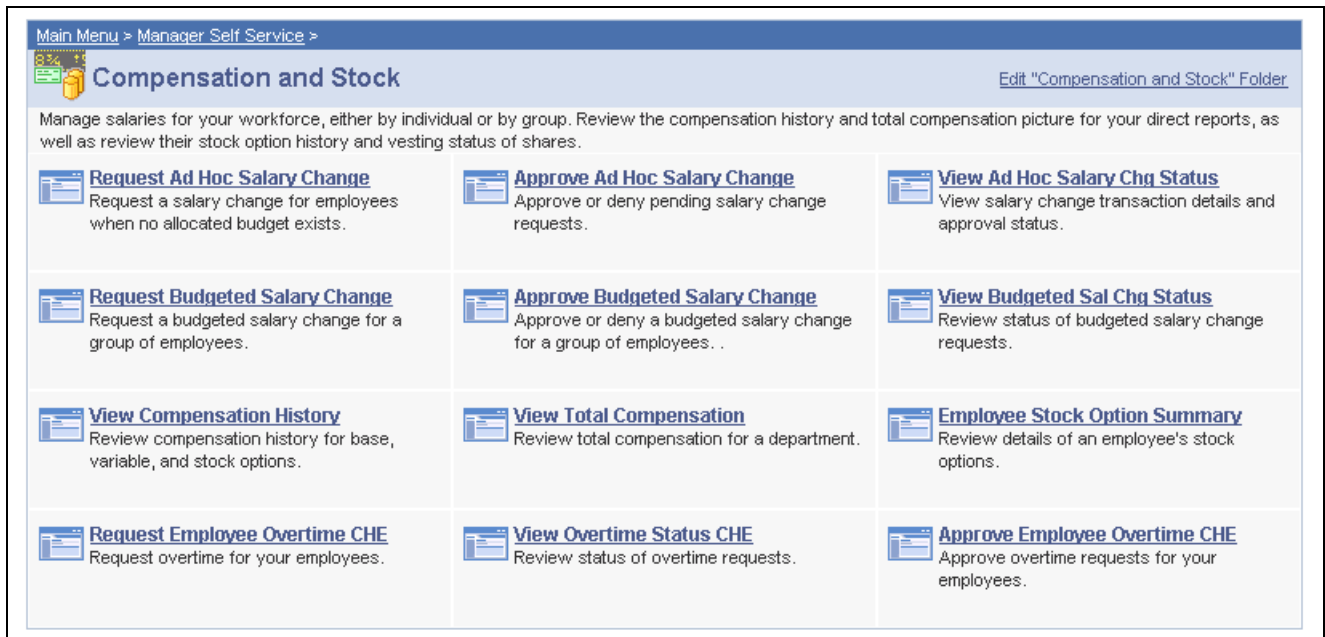 Main Menu > Manager Self Service >
Compensation and Stock
Edit "Compensation and Stock" Folder
Manage salaries for your workforce, either by individual or by group. Review the compensation history and total compensation picture for your direct reports, as
well as review their stock option history and vesting status of shares.
Request Ad Hoc Salary Change
Request a salary change for employees
when no allocated budget exists.
Approve Ad Hoc Salary Change
Approve or deny pending salary change
requests.
View Ad Hoc Salary Chg Status
View salary change transaction details and
approval status.
Request Budgeted Salary Change
Request a budgeted salary change for a
group of employees.
Approve Budgeted Salary Change
Approve or deny a budgeted salary change
for a group of employees. .
View Budgeted Sal Chg Status
Review status of budgeted salary change
requests.
View Compensation History
Review compensation history for base,
variable, and stock options.
View Total Compensation
Review total compensation for a department.
Employee Stock Option Summary
Review details of an employee's stock
options.
Request Employee Overtime CHE
Request overtime for your employees.
View Overtime Status CHE
Review status of overtime requests.
Approve Employee Overtime CHE
Approve overtime requests for your
employees.